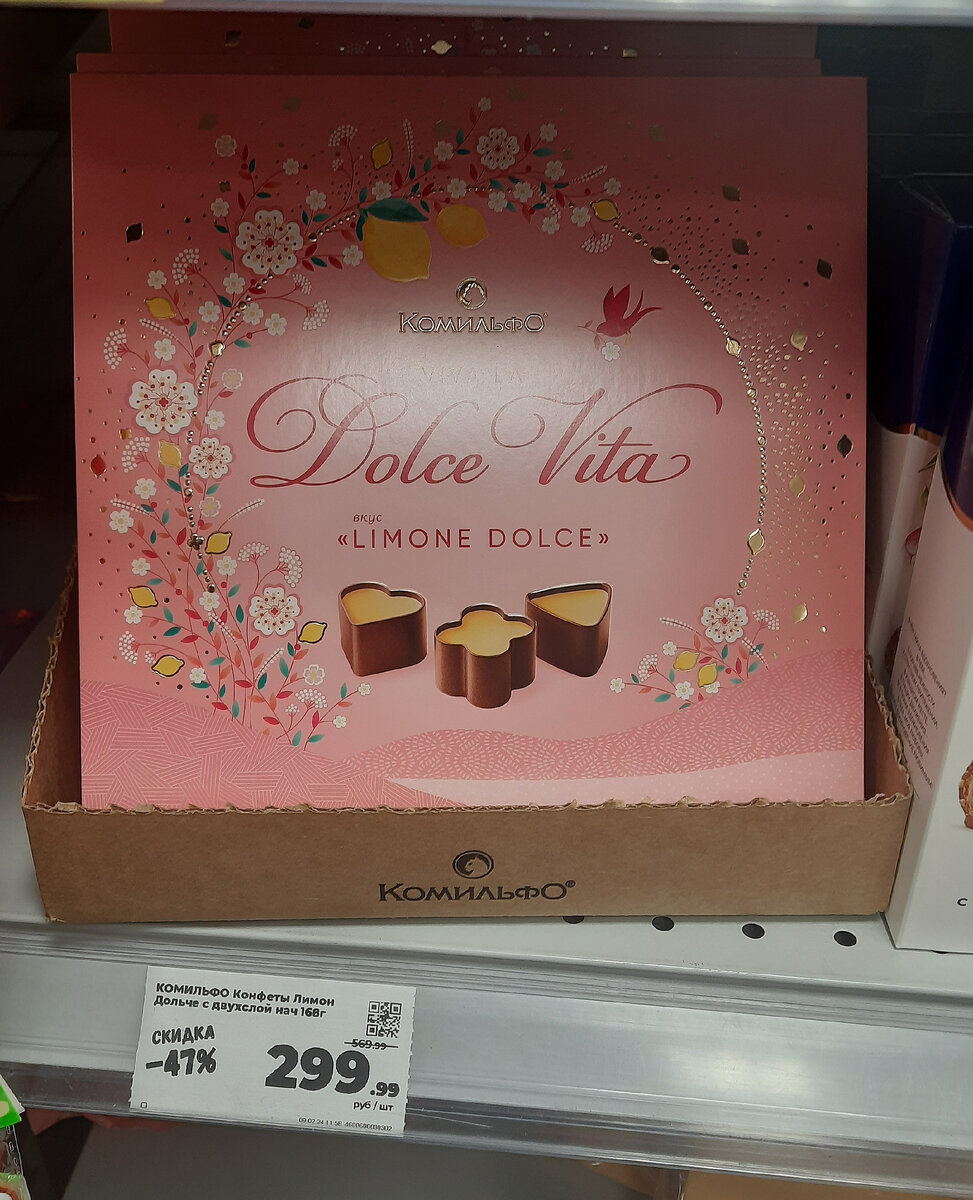 КОМИЛЬФО
Dolce Vita
вкус
«LIMONE DOLCE»
КОМИЛЬФО®
КОМИЛЬФО Конфеты Лимон
Дольче с двухслой нач 168г
СКИДКА
-47%
569.99
299.99
руб / шт
с